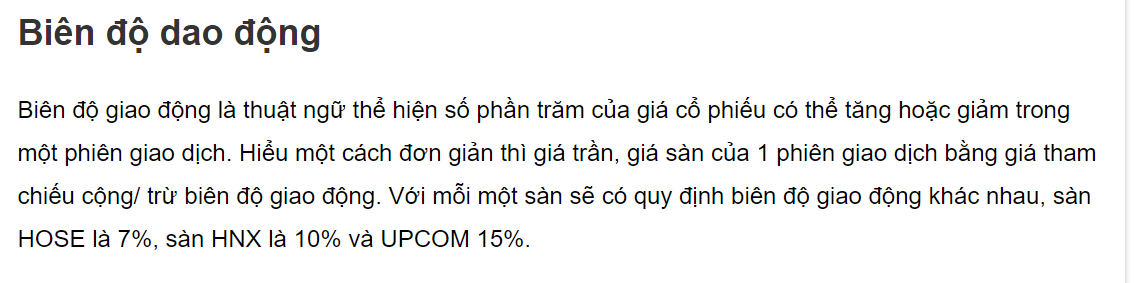 Biên độ dao động
Biên độ giao động là thuật ngữ thể hiện số phần trăm của giá cổ phiếu có thể tăng hoặc giảm trong
một phiên giao dịch. Hiểu một cách đơn giản thì giá trần, giá sàn của 1 phiên giao dịch bằng giá tham
chiếu cộng/ trừ biên độ giao động. Với mỗi một sàn sẽ có quy định biên độ giao động khác nhau, sàn
HOSE là 7%, sàn HNX là 10% và UPCOM 15%.